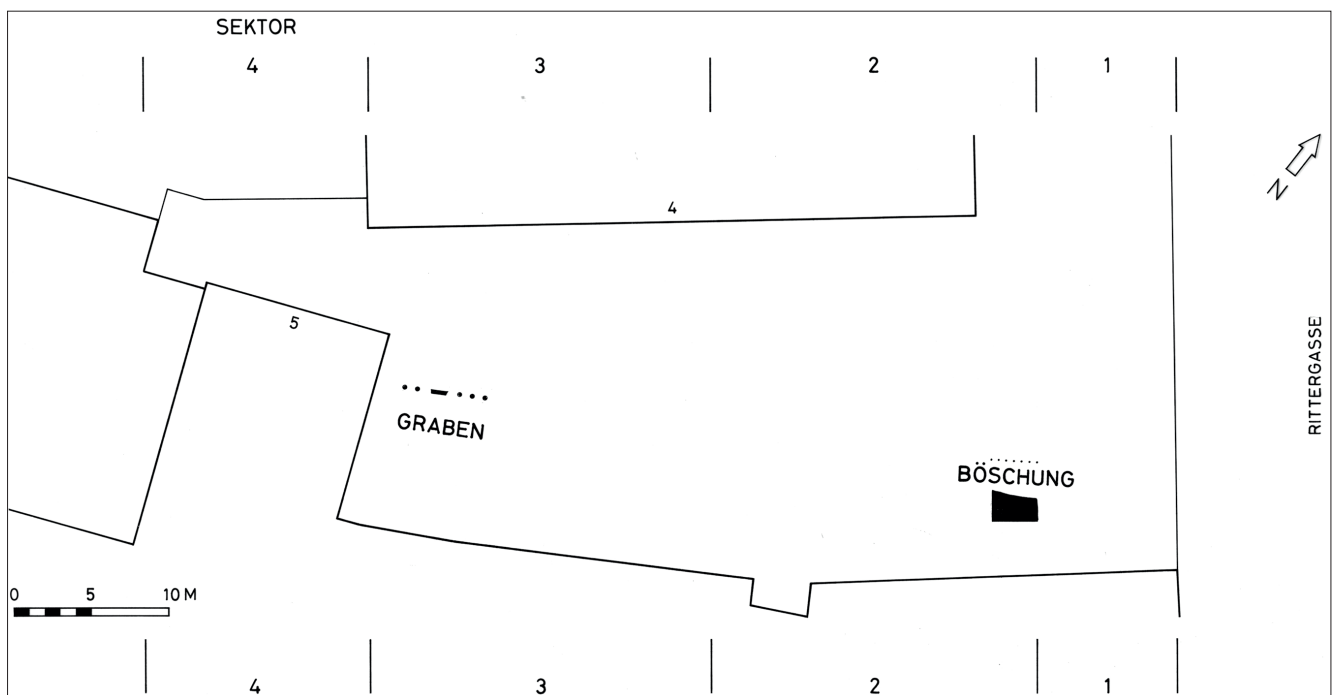 SEKTOR
4 3 2 1
4
N
5
RITTERGASSE
GRABEN
BÖSCHUNG
0 5 10 M
4 3 2 1